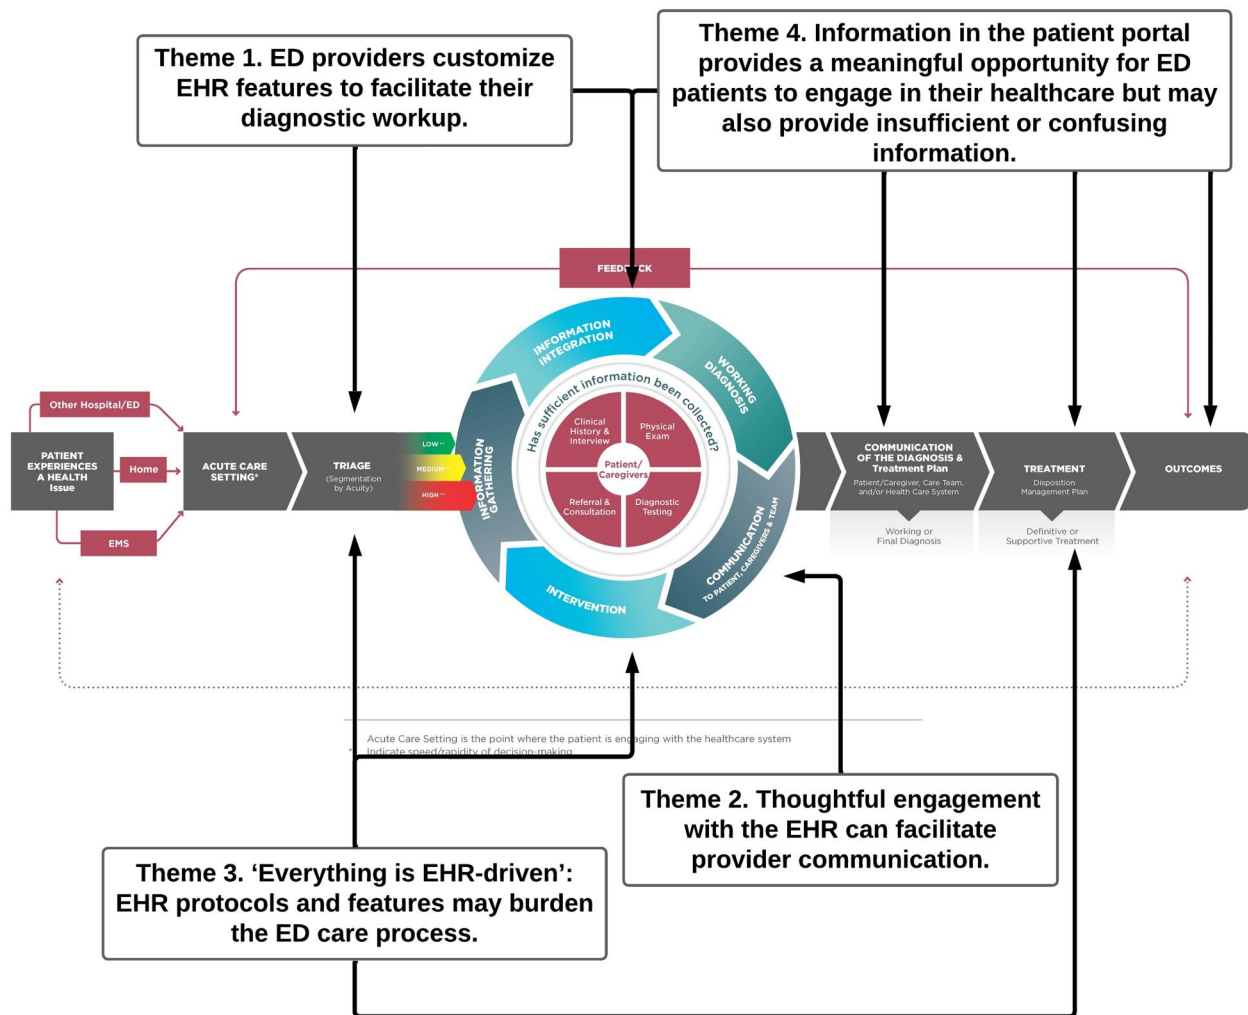 Theme 1. ED providers customize
EHR features to facilitate their
diagnostic workup.
Theme 4. Information in the patient portal
provides a meaningful opportunity for ED
patients to engage in their healthcare but may
also provide insufficient or confusing
information.
FEEDBACK
INFORMATION
INTEGRATION
WORKING
DIAGNOSIS
Has sufficient information been collected?
Other Hospital/ED
PATIENT
EXPERIENCES
A HEALTH
Issue
Home
EMS
ACUTE CARE
SETTING*
TRIAGE
(Segmentation
by Acuity)
LOW **
MEDIUM **
HIGH **
INFORMATION
GATHERING
Clinical
History &
Interview
Physical
Exam
Patient/
Caregivers
Referral &
Consultation
Diagnostic
Testing
COMMUNICATION
TO PATIENT, CAREGIVERS & TEAM
INTERVENTION
COMMUNICATION
OF THE DIAGNOSIS &
Treatment Plan
Patient/Caregiver, Care Team,
and/or Health Care System
Working or
Final Diagnosis
TREATMENT
Disposition
Management Plan
Definitive or
Supportive Treatment
OUTCOMES
Acute Care Setting is the point where the patient is engaging with the healthcare system
* Indicate speed/rapidity of decision-making
Theme 2. Thoughtful engagement
with the EHR can facilitate
provider communication.
Theme 3. ‘Everything is EHR-driven’:
EHR protocols and features may burden
the ED care process.